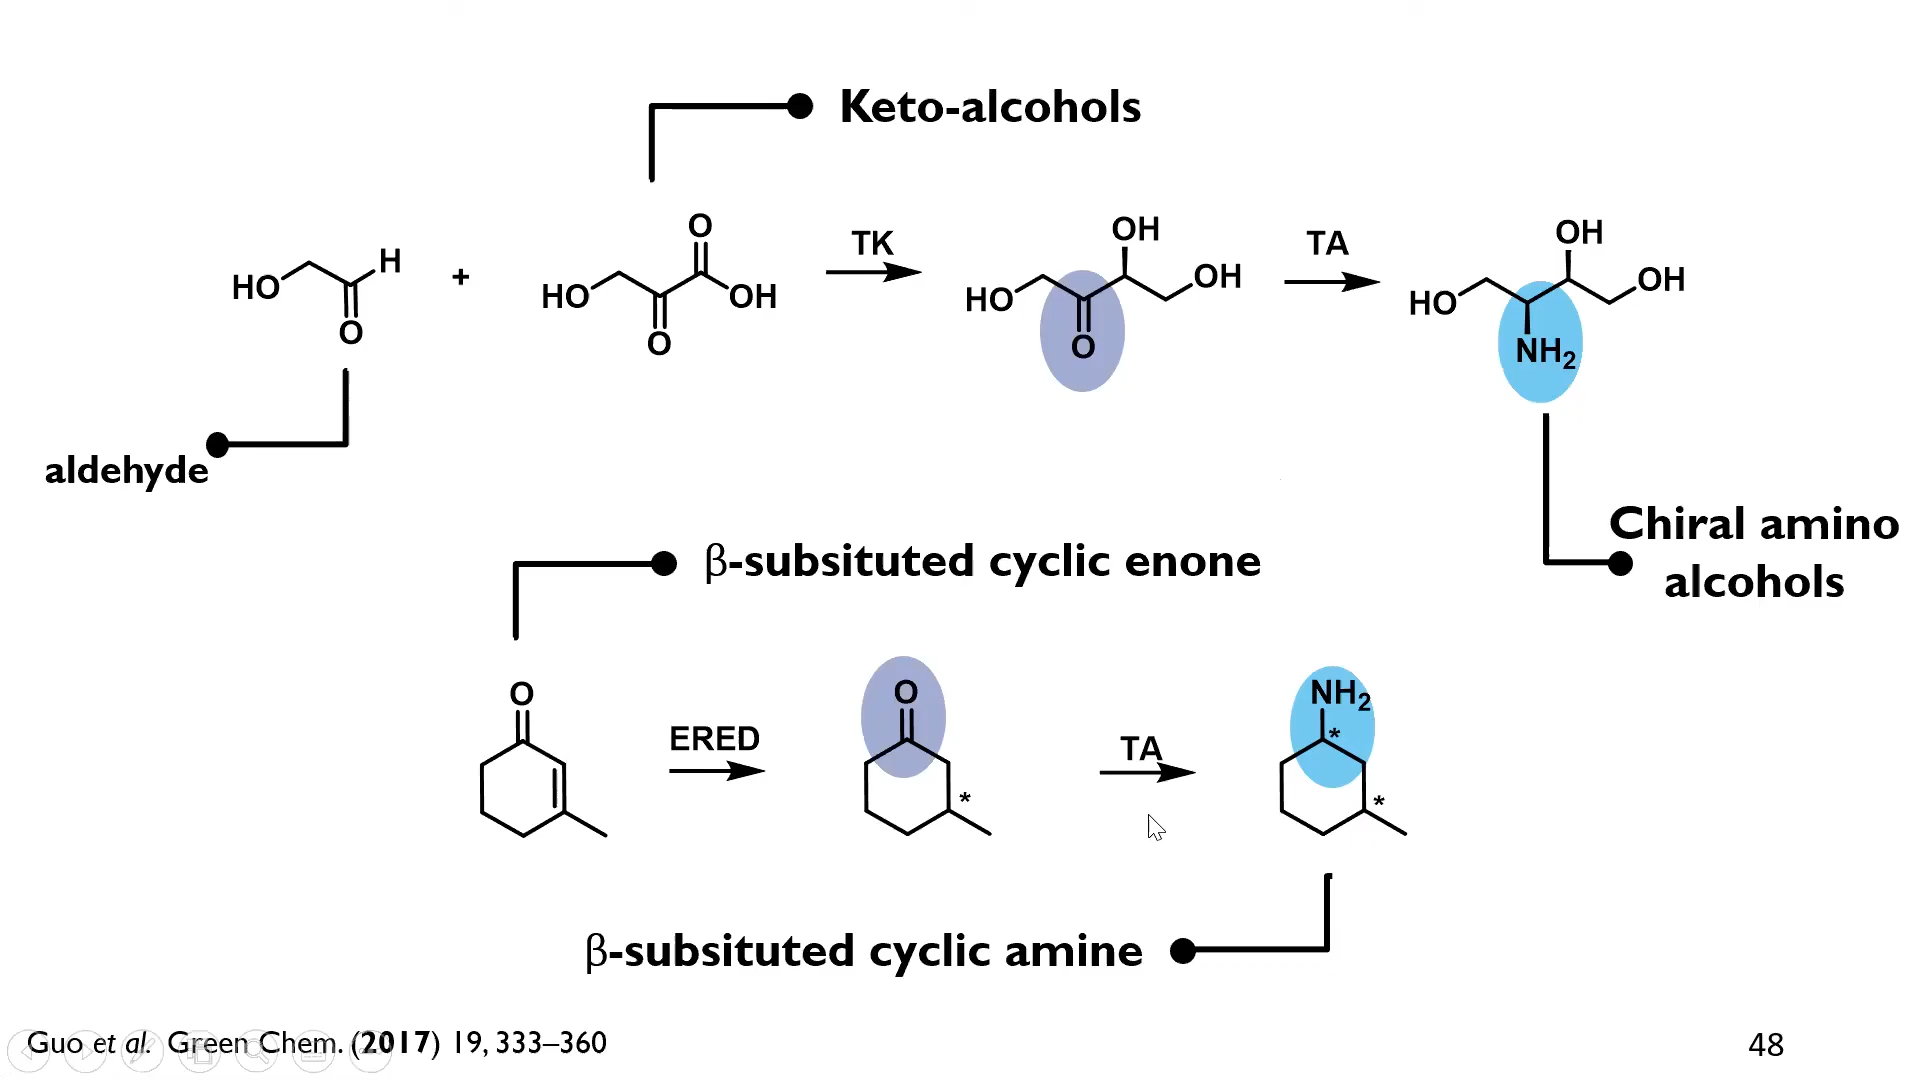 Keto-alcohols
O
OH
OH
H
TK
TA
HO
+
HO
OH
HO
OH
HO
OH
O
O
O
NH2
aldehyde
Chiral amino
alcohols
β-subsituted cyclic enone
O
O
NH2
ERED
TA
*
*
*
β-subsituted cyclic amine
Guo et al. Green Chem. (2017) 19, 333–360
48